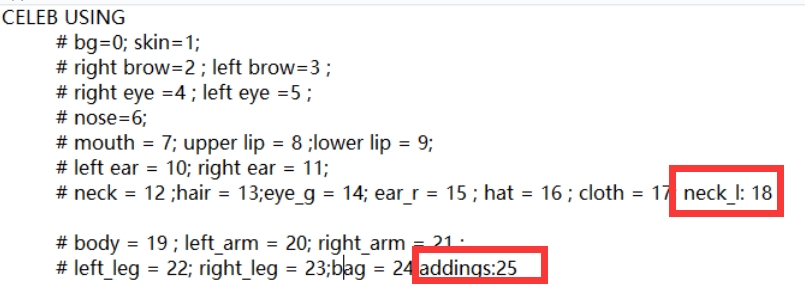 CELEB USING
# bg=0; skin=1;
# right brow=2 ; left brow=3 ;
# right eye =4 ; left eye =5 ;
# nose=6;
# mouth = 7; upper lip = 8 ;lower lip = 9;
# left ear = 10; right ear = 11;
# neck = 12 ;hair = 13;eye_g = 14; ear_r = 15 ; hat = 16 ; cloth = 17 neck_l: 18
# body = 19 ; left_arm = 20; right_arm = 21 ;
# left_leg = 22; right_leg = 23;bag = 24 addings:25